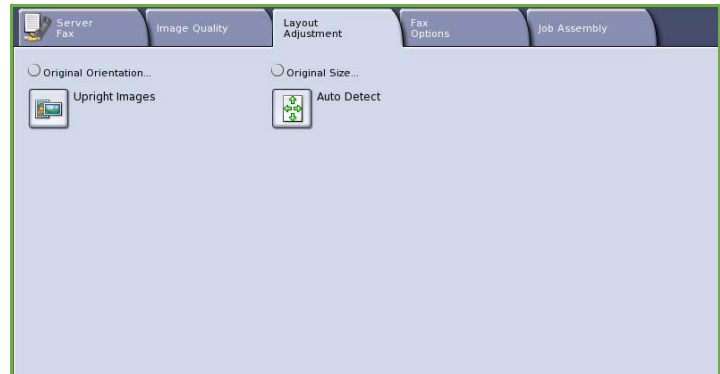 Server
Fax
Image Quality
Layout
Adjustment
Fax
Options
Job Assembly
Original Orientation...
Original Size...
Upright Images
Auto Detect